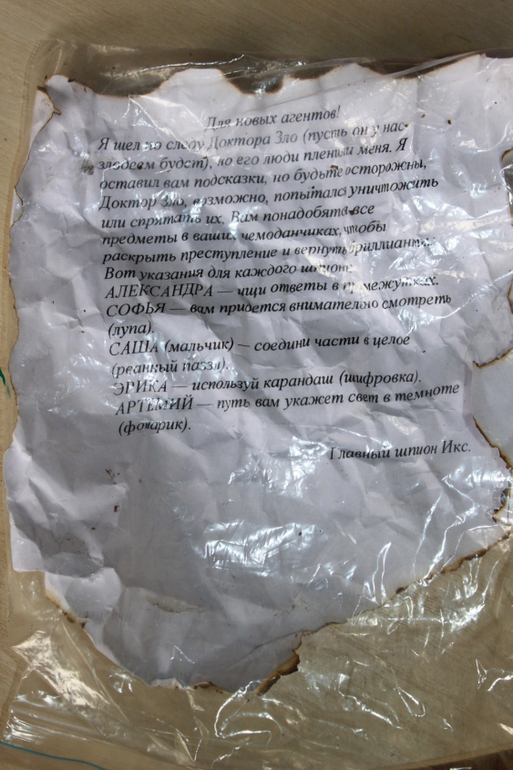 Для новых агентов!
Я шел по следу Доктора Зло (пусть он у нас
злодеем будет), но его люди пленили меня. Я
оставил вам подсказки, но будьте осторожны,
Доктор Зло, возможно, попытался уничтожить
или спрятать их. Вам понадобятся все
предметы в ваших чемоданчиках, чтобы
раскрыть преступление и вернуть бриллианты.
Вот указания для каждого шпиона:
АЛЕКСАНДРА — ищи ответы в промежутках.
СОФЬЯ — вам придется внимательно смотреть
(лупа).
САША (мальчик) — соедини части в целое
(рваный пазл).
ЭРИКА — используй карандаш (шифровка).
АРТЕМИЙ — путь вам укажет свет в темноте
(фонарик).
Главный шпион Икс.